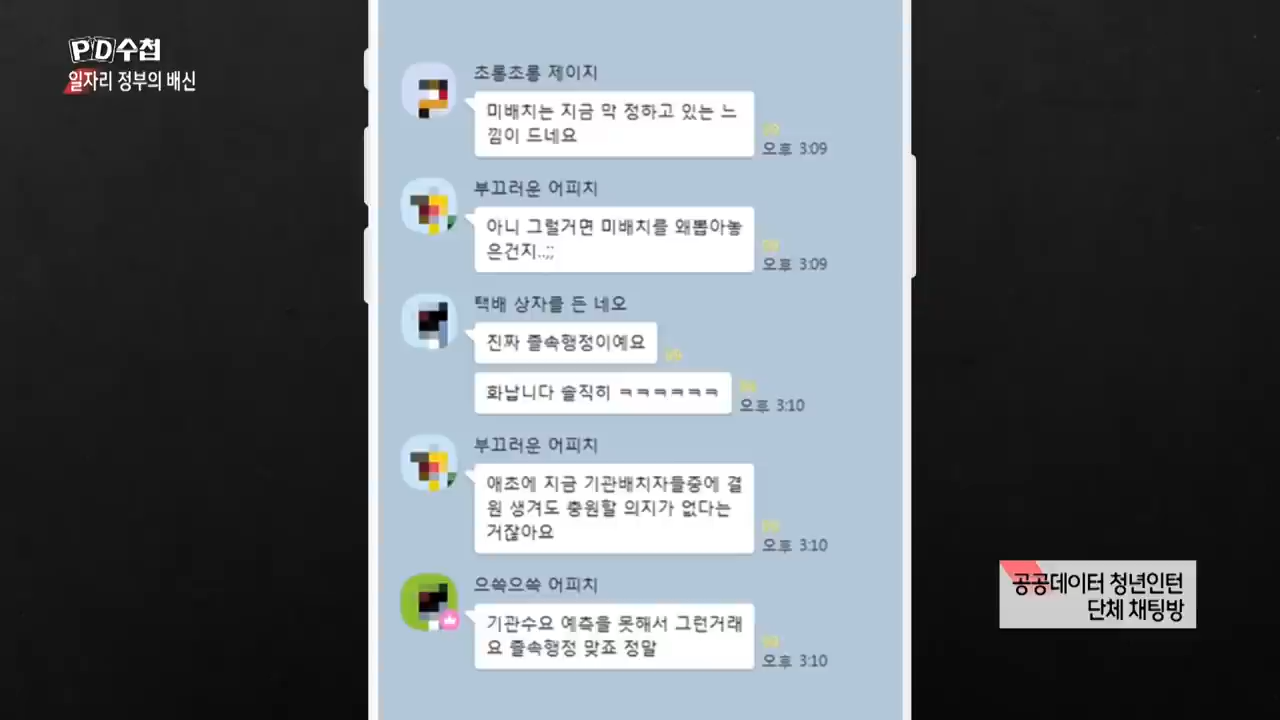 PD수첩
일자리 정부의 배신
초롱초롱 제이지
미배치는 지금 막 정하고 있는 느
낌이 드네요
오후 3:09
부끄러운 어피치
아니 그럴거면 미배치를 왜뽑아놓
은건지..;;
오후 3:09
택배 상자를 든 네오
진짜 졸속행정이예요
화납니다 솔직히 ㅋㅋㅋㅋㅋㅋ
오후 3:10
부끄러운 어피치
애초에 지금 기관배치자들중에 결
원 생겨도 충원할 의지가 없다는
거잖아요
오후 3:10
으쓱으쓱 어피치
기관수요 예측을 못해서 그런거래
요 졸속행정 맞죠 정말
오후 3:10
공공데이터 청년인턴
단체 채팅방